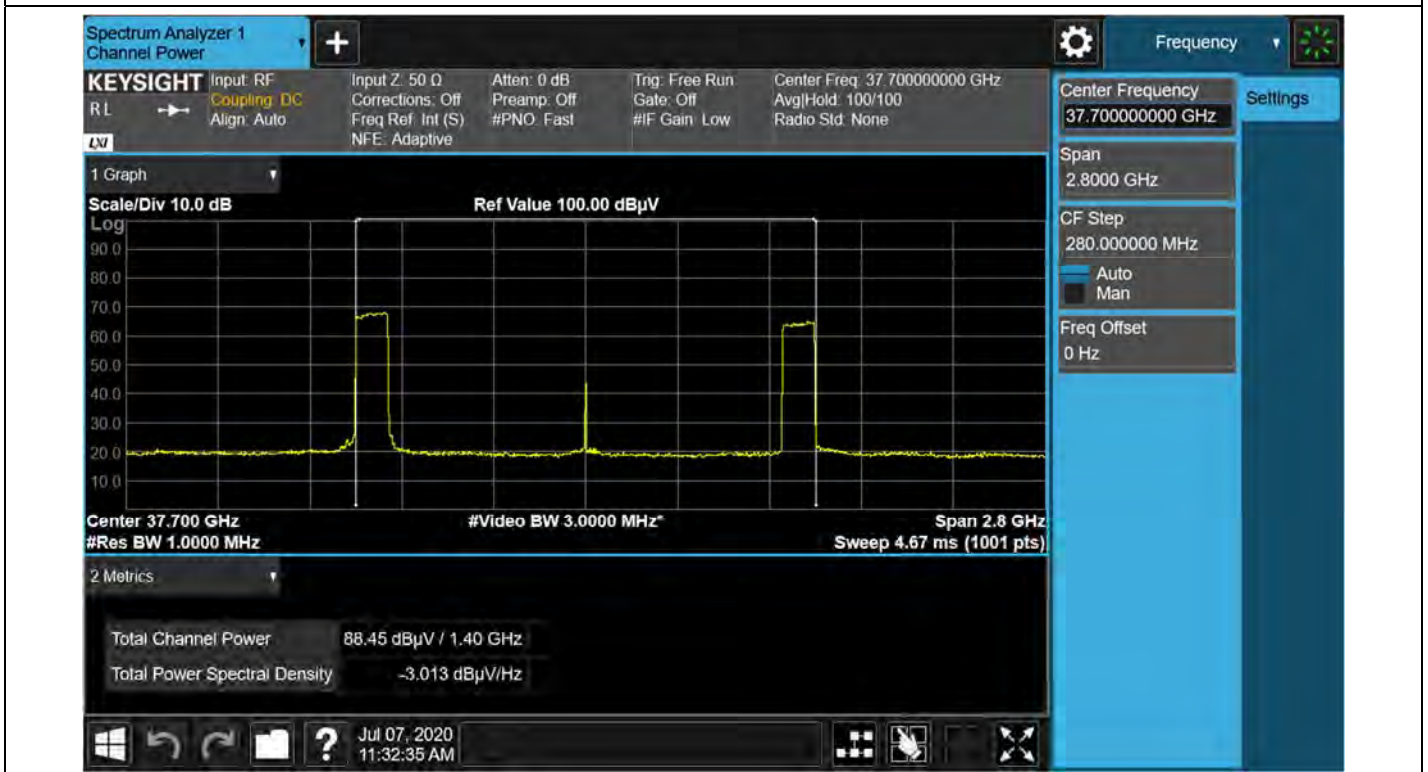 Spectrum Analyzer 1
Channel Power
+
Frequency
KEYSIGHT
RL
LXI
Input: RF
Coupling: DC
Align: Auto
Input Z: 50 Ω
Corrections: Off
Freq Ref: Int (S)
NFE: Adaptive
Atten: 0 dB
Preamp: Off
#PNO: Fast
Trig: Free Run
Gate: Off
#IF Gain: Low
Center Freq: 37.700000000 GHz
Avg|Hold: 100/100
Radio Std: None
Center Frequency
37.700000000 GHz
Settings
Span
2.8000 GHz
CF Step
280.000000 MHz
Auto
Man
Freq Offset
0 Hz
1 Graph
Scale/Div 10.0 dB
Ref Value 100.00 dBµV
Log
90.0
80.0
70.0
60.0
50.0
40.0
30.0
20.0
10.0
Center 37.700 GHz
#Video BW 3.0000 MHz*
Span 2.8 GHz
#Res BW 1.0000 MHz
Sweep 4.67 ms (1001 pts)
2 Metrics
Total Channel Power 88.45 dBµV / 1.40 GHz
Total Power Spectral Density -3.013 dBµV/Hz
?
Jul 07, 2020
11:32:35 AM